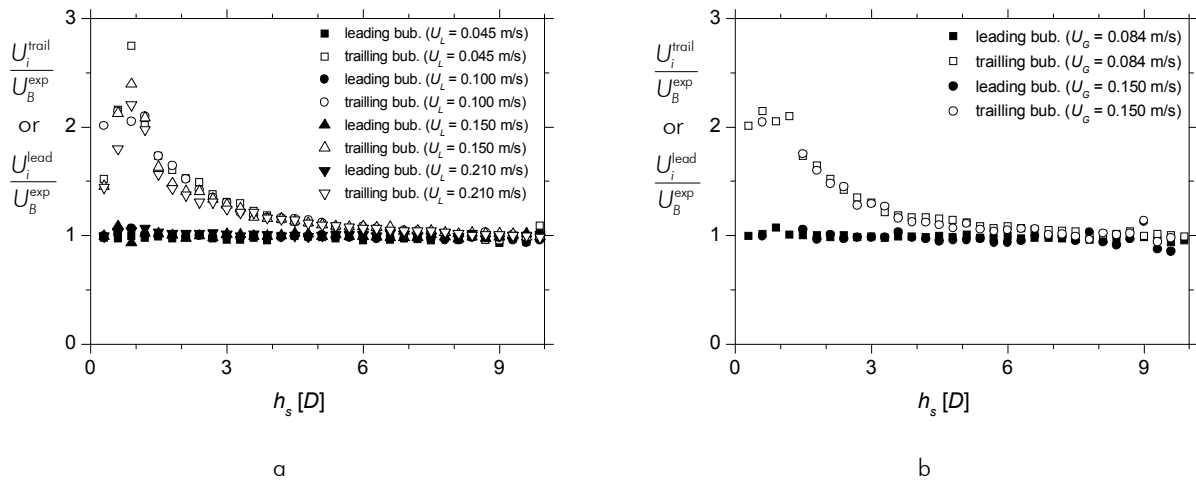 3
2
1
0
U_i^trail
U_B^exp
or
U_i^lead
U_B^exp
leading bub. (U_L = 0.045 m/s)
trailling bub. (U_L = 0.045 m/s)
leading bub. (U_L = 0.100 m/s)
trailling bub. (U_L = 0.100 m/s)
leading bub. (U_L = 0.150 m/s)
trailling bub. (U_L = 0.150 m/s)
leading bub. (U_L = 0.210 m/s)
trailling bub. (U_L = 0.210 m/s)
0 3 6 9
h_s [D]
a
3
2
1
0
U_i^trail
U_B^exp
or
U_i^lead
U_B^exp
leading bub. (U_G = 0.084 m/s)
trailling bub. (U_G = 0.084 m/s)
leading bub. (U_G = 0.150 m/s)
trailling bub. (U_G = 0.150 m/s)
0 3 6 9
h_s [D]
b